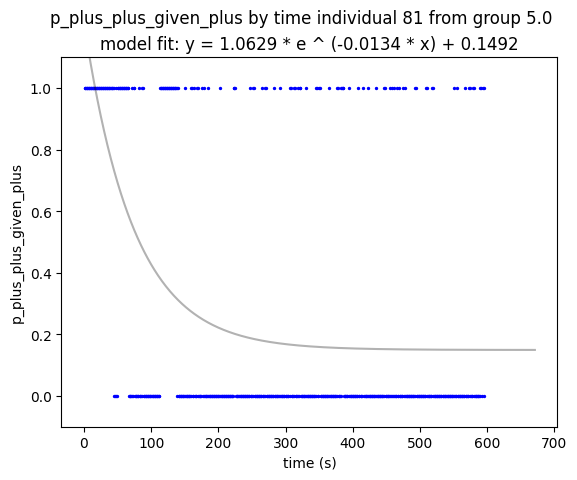 p_plus_plus_given_plus by time individual 81 from group 5.0
model fit: y = 1.0629 * e ^ (-0.0134 * x) + 0.1492
1.0
0.8
0.6
0.4
0.2
0.0
p_plus_plus_given_plus
0 100 200 300 400 500 600 700
time (s)